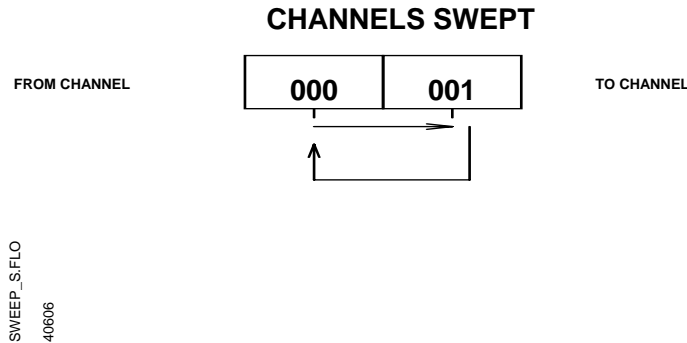 CHANNELS SWEPT
FROM CHANNEL
000
001
TO CHANNEL
SWEEP_S.FLO
40606